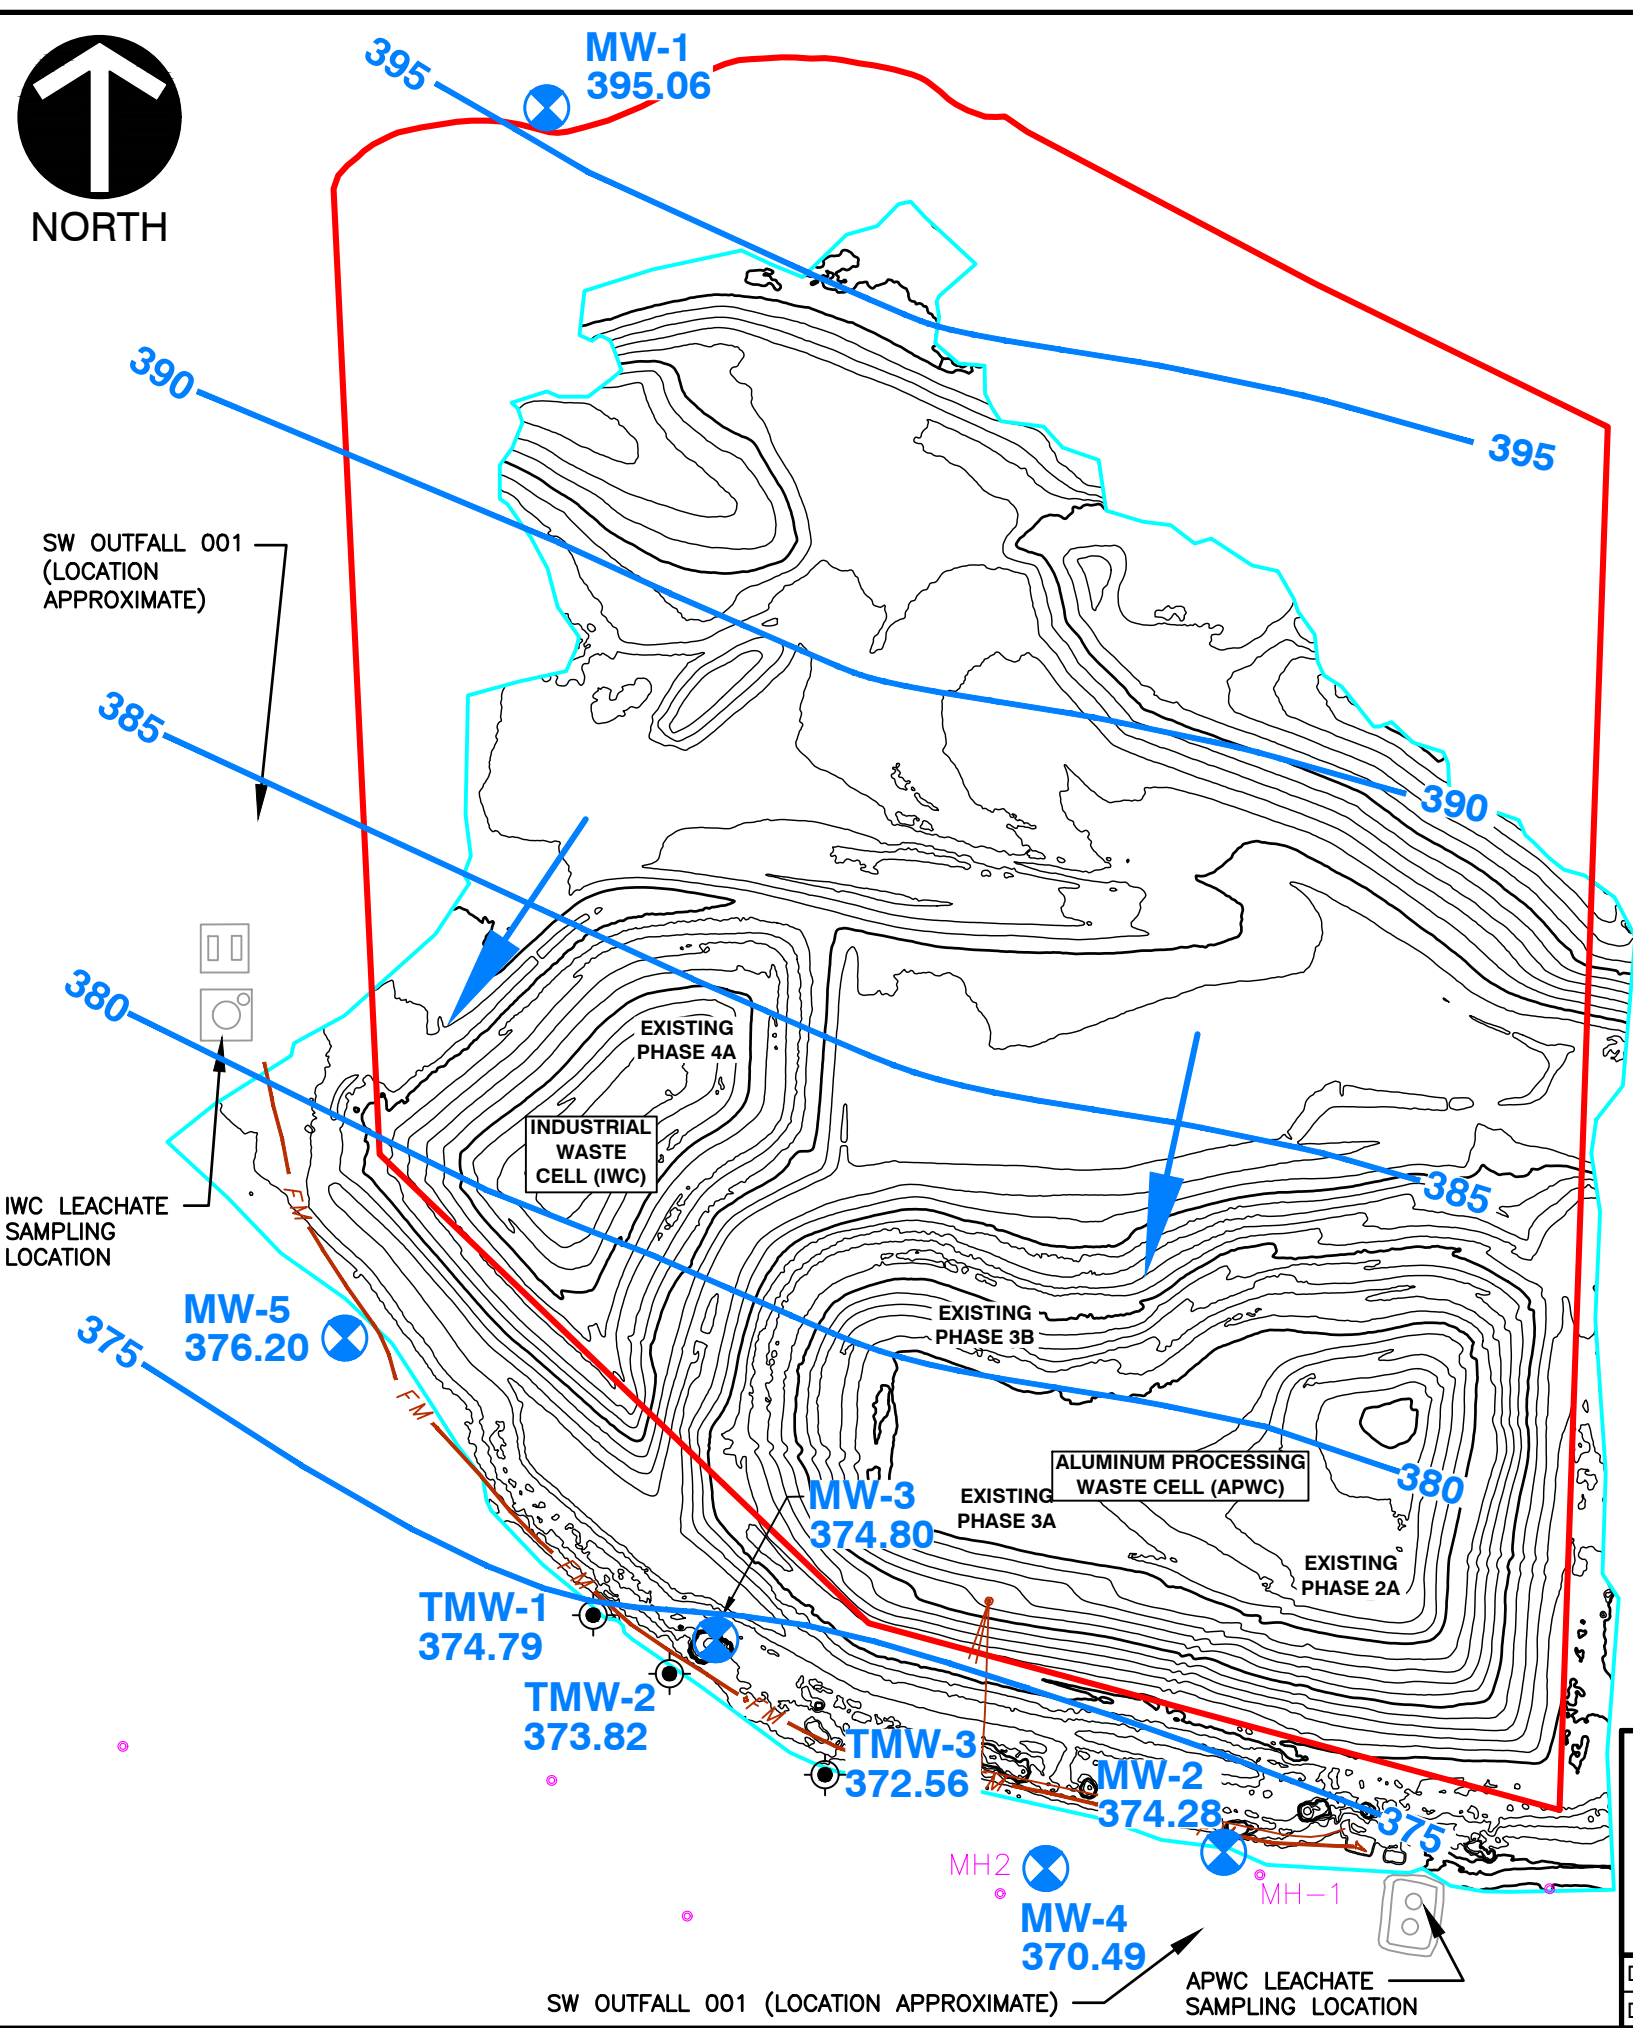 NORTH
395
MW-1
395.06
395
390
390
SW OUTFALL 001
(LOCATION
APPROXIMATE)
385
385
380
EXISTING
PHASE 4A
INDUSTRIAL
WASTE
CELL (IWC)
IWC LEACHATE
SAMPLING
LOCATION
FM
MW-5
376.20
375
EXISTING
PHASE 3B
FM
ALUMINUM PROCESSING
WASTE CELL (APWC)
380
MW-3
374.80
EXISTING
PHASE 3A
EXISTING
PHASE 2A
FM
TMW-1
374.79
TMW-2
373.82
FM
TMW-3
372.56
M
MW-2
374.28
375
MH2
MH-1
MW-4
370.49
SW OUTFALL 001 (LOCATION APPROXIMATE)
APWC LEACHATE
SAMPLING LOCATION